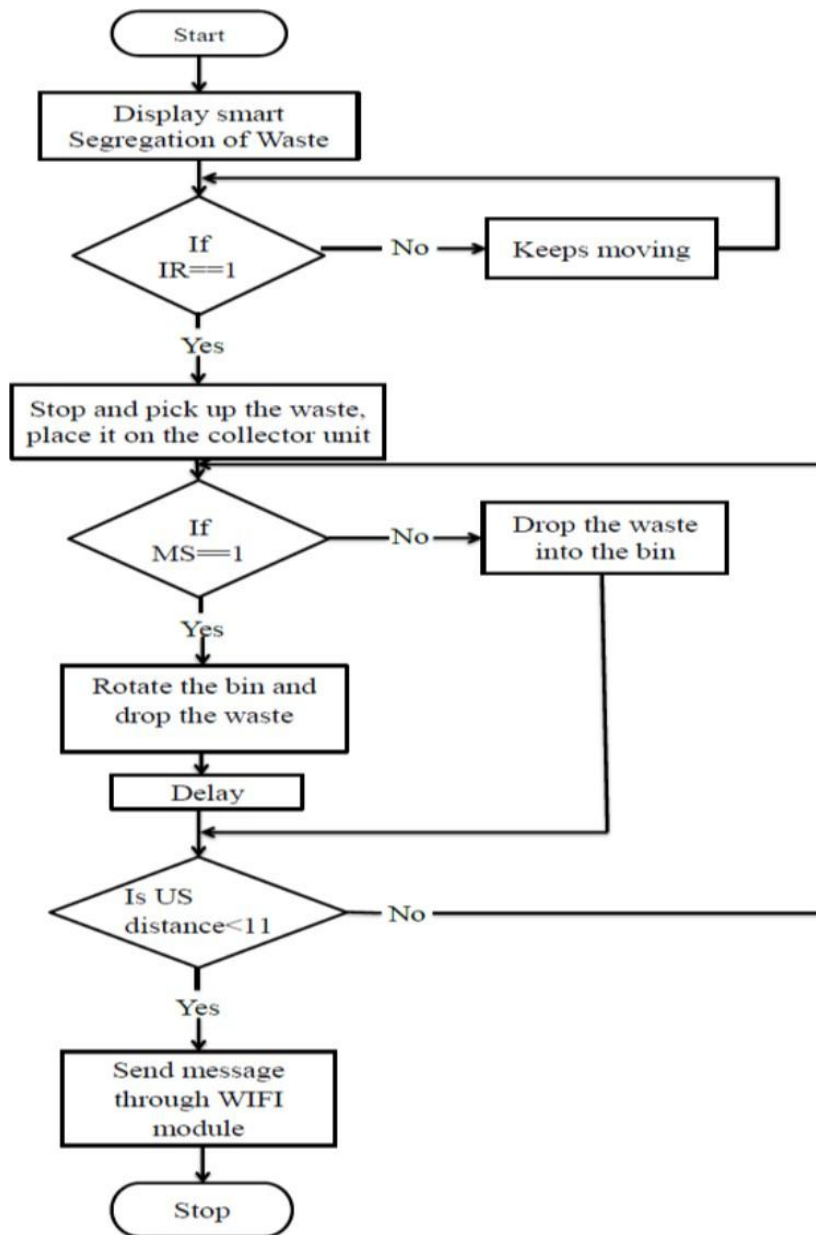 Start
Display smart
Segregation of Waste
If
IR==1
No
Keeps moving
Yes
Stop and pick up the waste,
place it on the collector unit
If
MS==1
No
Drop the waste
into the bin
Yes
Rotate the bin and
drop the waste
Delay
Is US
distance<11
No
Yes
Send message
through WIFI
module
Stop